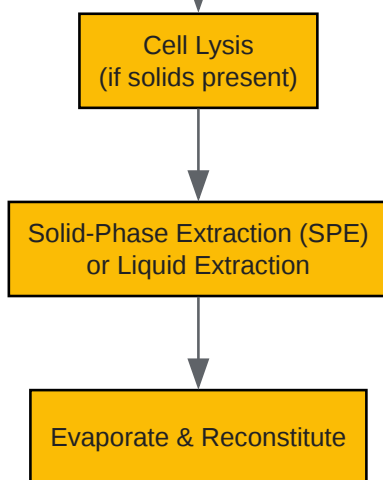 Cell Lysis
(if solids present)
Solid-Phase Extraction (SPE)
or Liquid Extraction
Evaporate & Reconstitute